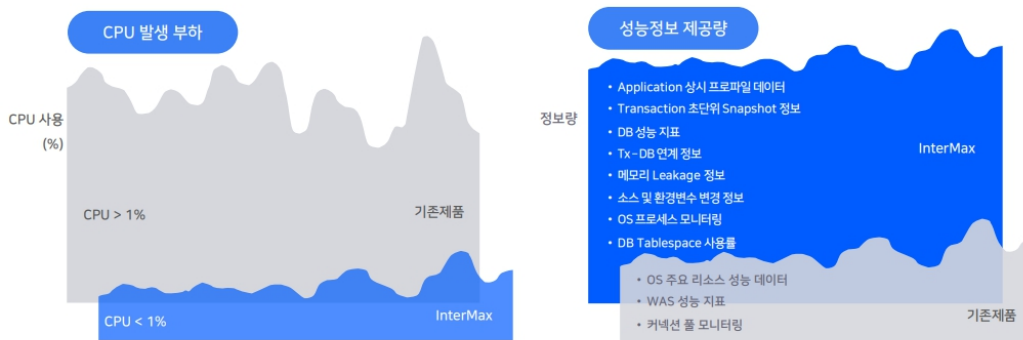 CPU 발생 부하
CPU 사용
(%)
CPU > 1%
기존제품
CPU < 1%
InterMax
성능정보 제공량
정보량
• Application 상시 프로파일 데이터
• Transaction 초단위 Snapshot 정보
• DB 성능 지표
• Tx-DB 연계 정보
• 메모리 Leakage 정보
• 소스 및 환경변수 변경 정보
• OS 프로세스 모니터링
• DB Tablespace 사용률
InterMax
• OS 주요 리소스 성능 데이터
• WAS 성능 지표
• 커넥션 풀 모니터링
기존제품